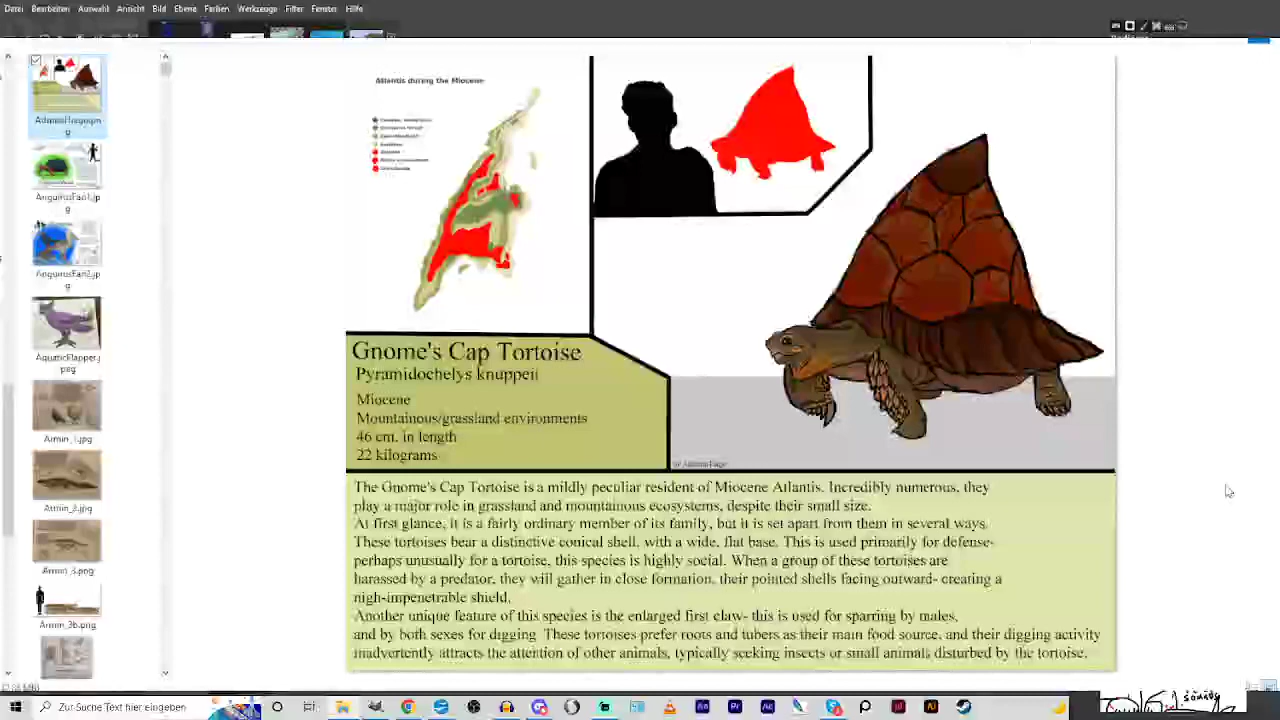 Datei Bearbeiten Auswahl Ansicht Bild Ebene Farben Werkzeuge Filter Fenster Hilfe
Atlantis during the Miocene
Gnome's Cap Tortoise
Pyramidochelys knuppeii
Miocene
Mountainous/grassland environments
46 cm. in length
22 kilograms
The Gnome's Cap Tortoise is a mildly peculiar resident of Miocene Atlantis. Incredibly numerous, they
play a major role in grassland and mountainous ecosystems, despite their small size.
At first glance, it is a fairly ordinary member of its family, but it is set apart from them in several ways.
These tortoises bear a distinctive conical shell, with a wide, flat base. This is used primarily for defense-
perhaps unusually for a tortoise, this species is highly social. When a group of these tortoises are
harassed by a predator, they will gather in close formation, their pointed shells facing outward- creating a
nigh-impenetrable shield.
Another unique feature of this species is the enlarged first claw- this is used for sparring by males,
and by both sexes for digging. These tortoises prefer roots and tubers as their main food source, and their digging activity
inadvertently attracts the attention of other animals, typically seeking insects or small animals disturbed by the tortoise.
AquaticFlapper.p
ng
Armin_1.jpg
Armin_2.jpg
Armin_3.png
Armin_3b.png
Zur Suche Text hier eingeben